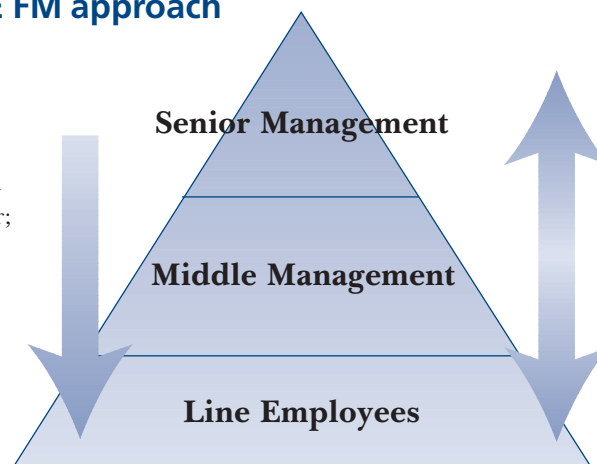 FM approach
Senior Management
r;
Middle Management
Line Employees